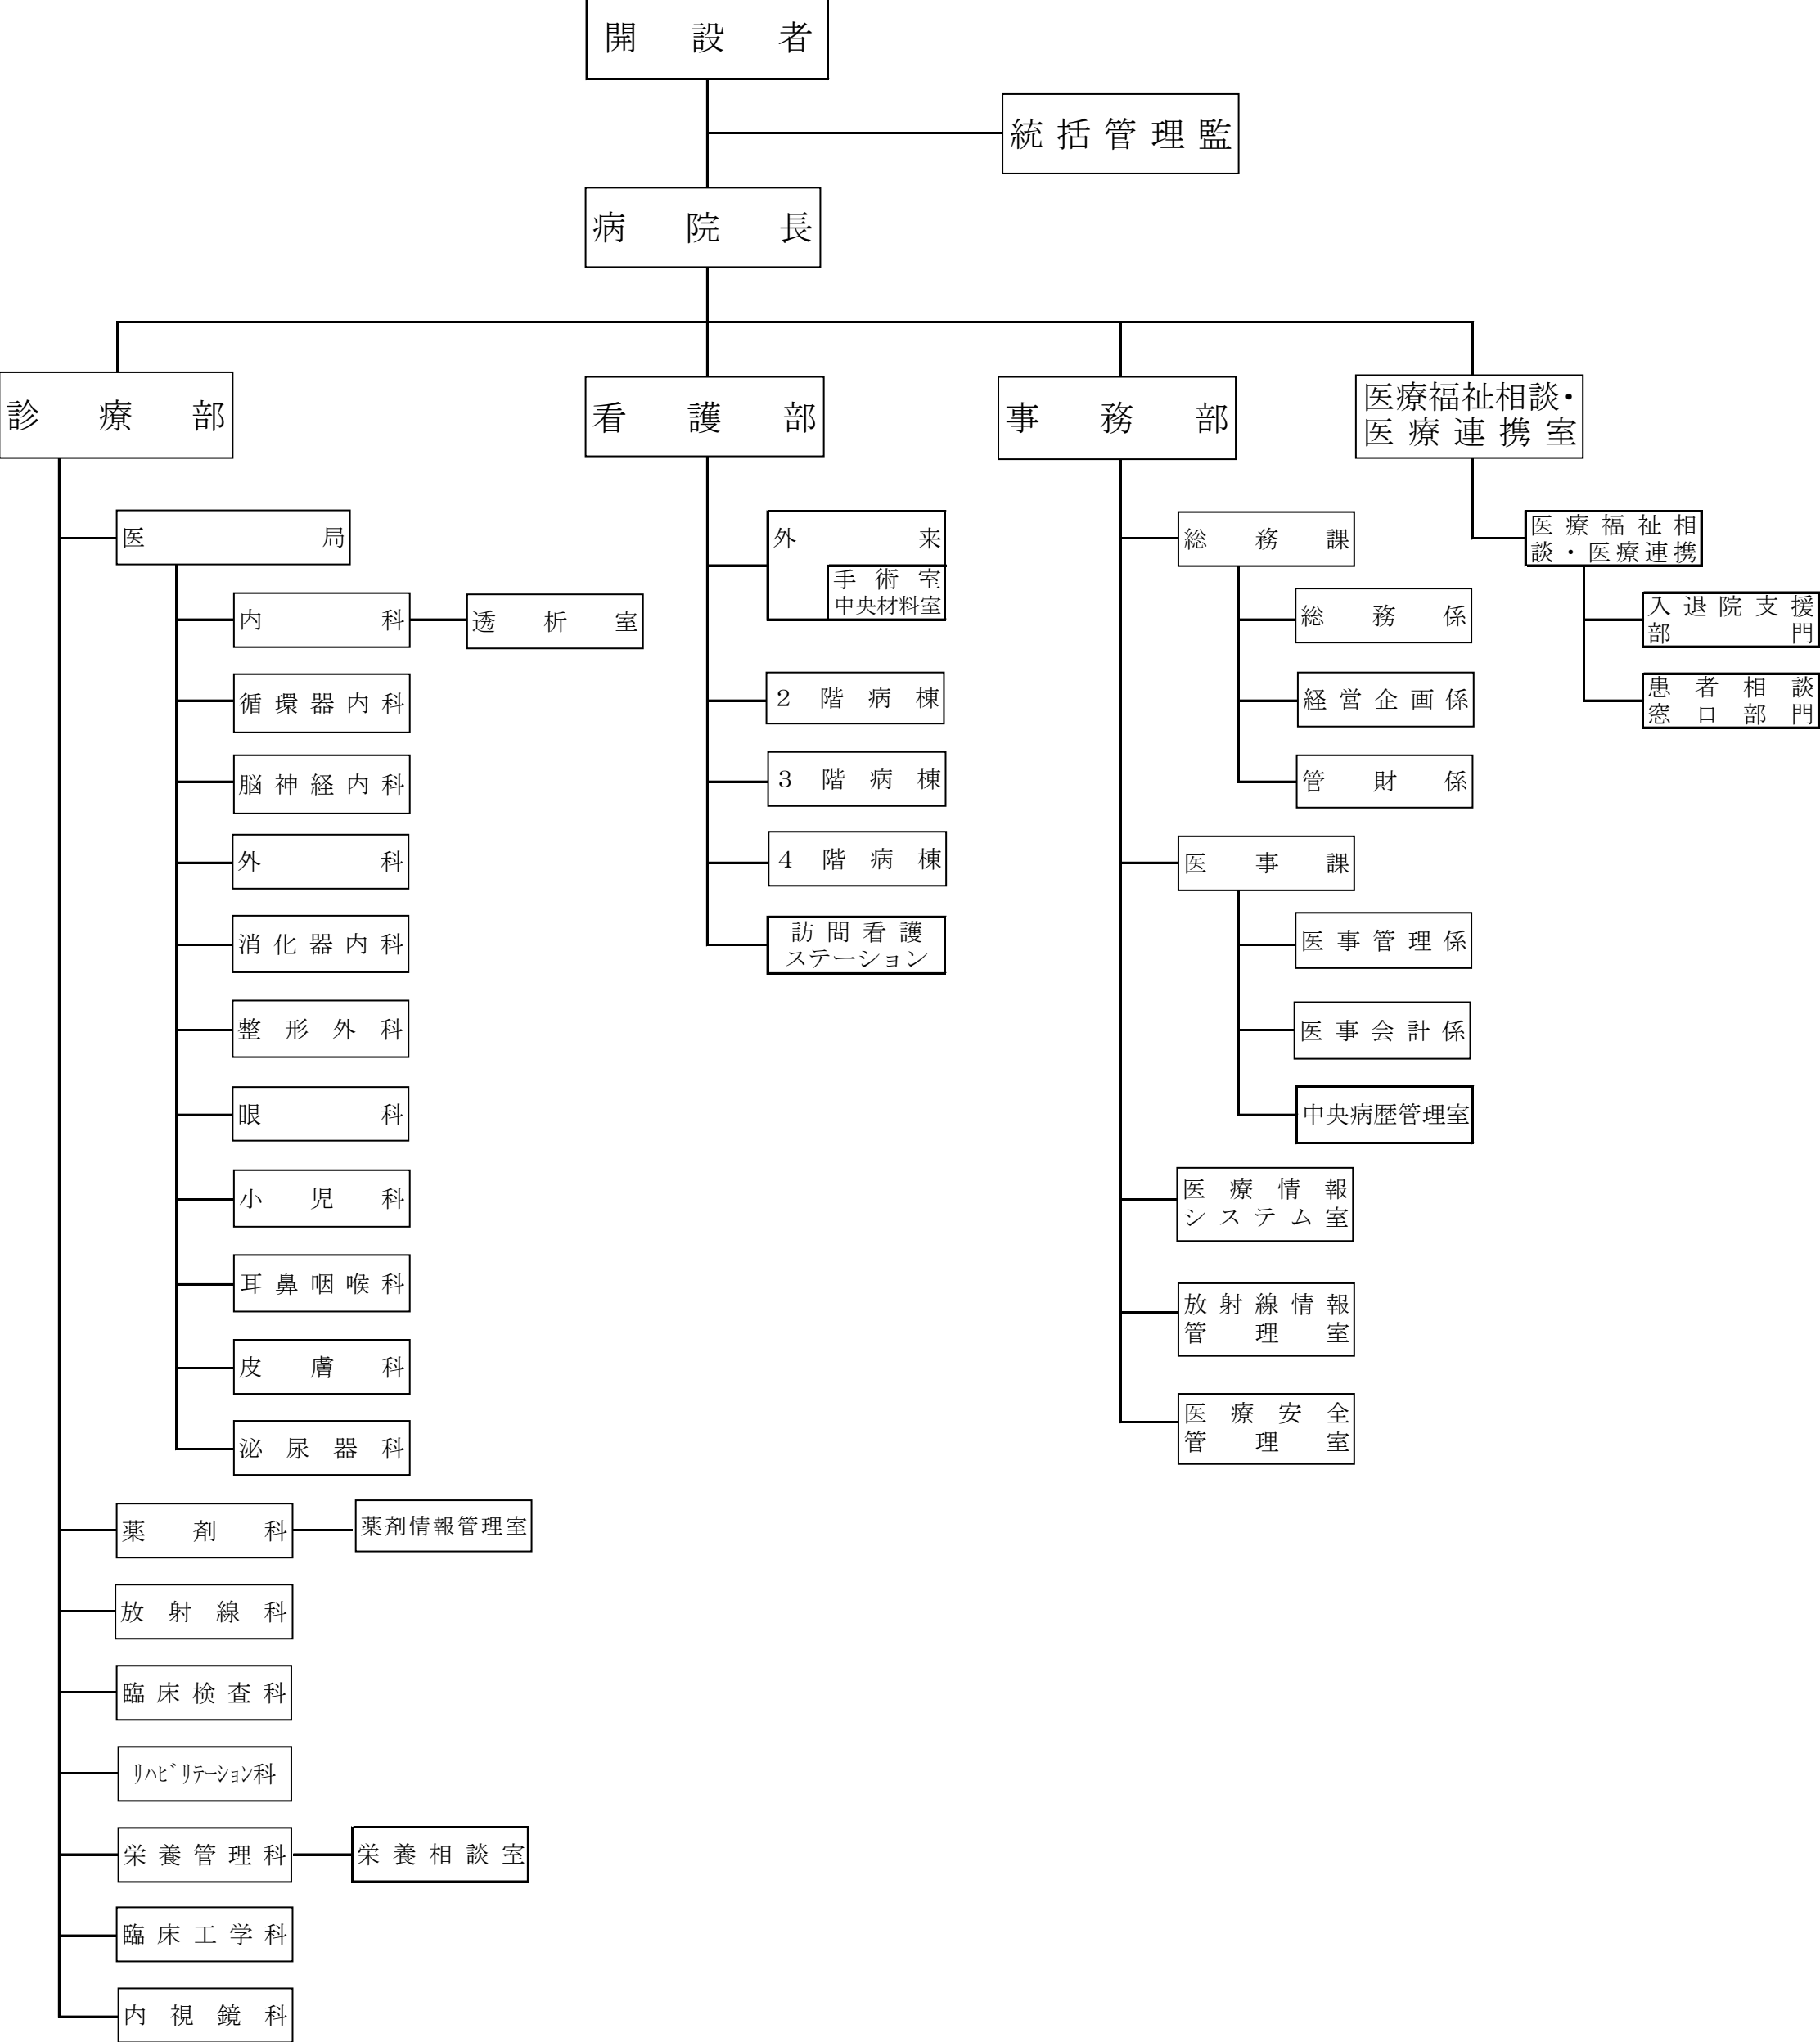 開設者
統括管理監
病院長
診療部
看護部
事務部
医療福祉相談・
医療連携室
医局
内科
透析室
循環器内科
脳神経内科
外科
消化器内科
整形外科
眼科
小児科
耳鼻咽喉科
皮膚科
泌尿器科
薬剤科
薬剤情報管理室
放射線科
臨床検査科
ﾘﾊﾋﾞﾘﾃｰｼｮﾝ科
栄養管理科
栄養相談室
臨床工学科
内視鏡科
外来
手術室
中央材料室
２階病棟
３階病棟
４階病棟
訪問看護
ステーション
総務課
総務係
経営企画係
管財係
医事課
医事管理係
医事会計係
中央病歴管理室
医療情報
システム室
放射線情報
管理室
医療安全
管理室
医療福祉相
談・医療連携
入退院支援
部門
患者相談
窓口部門